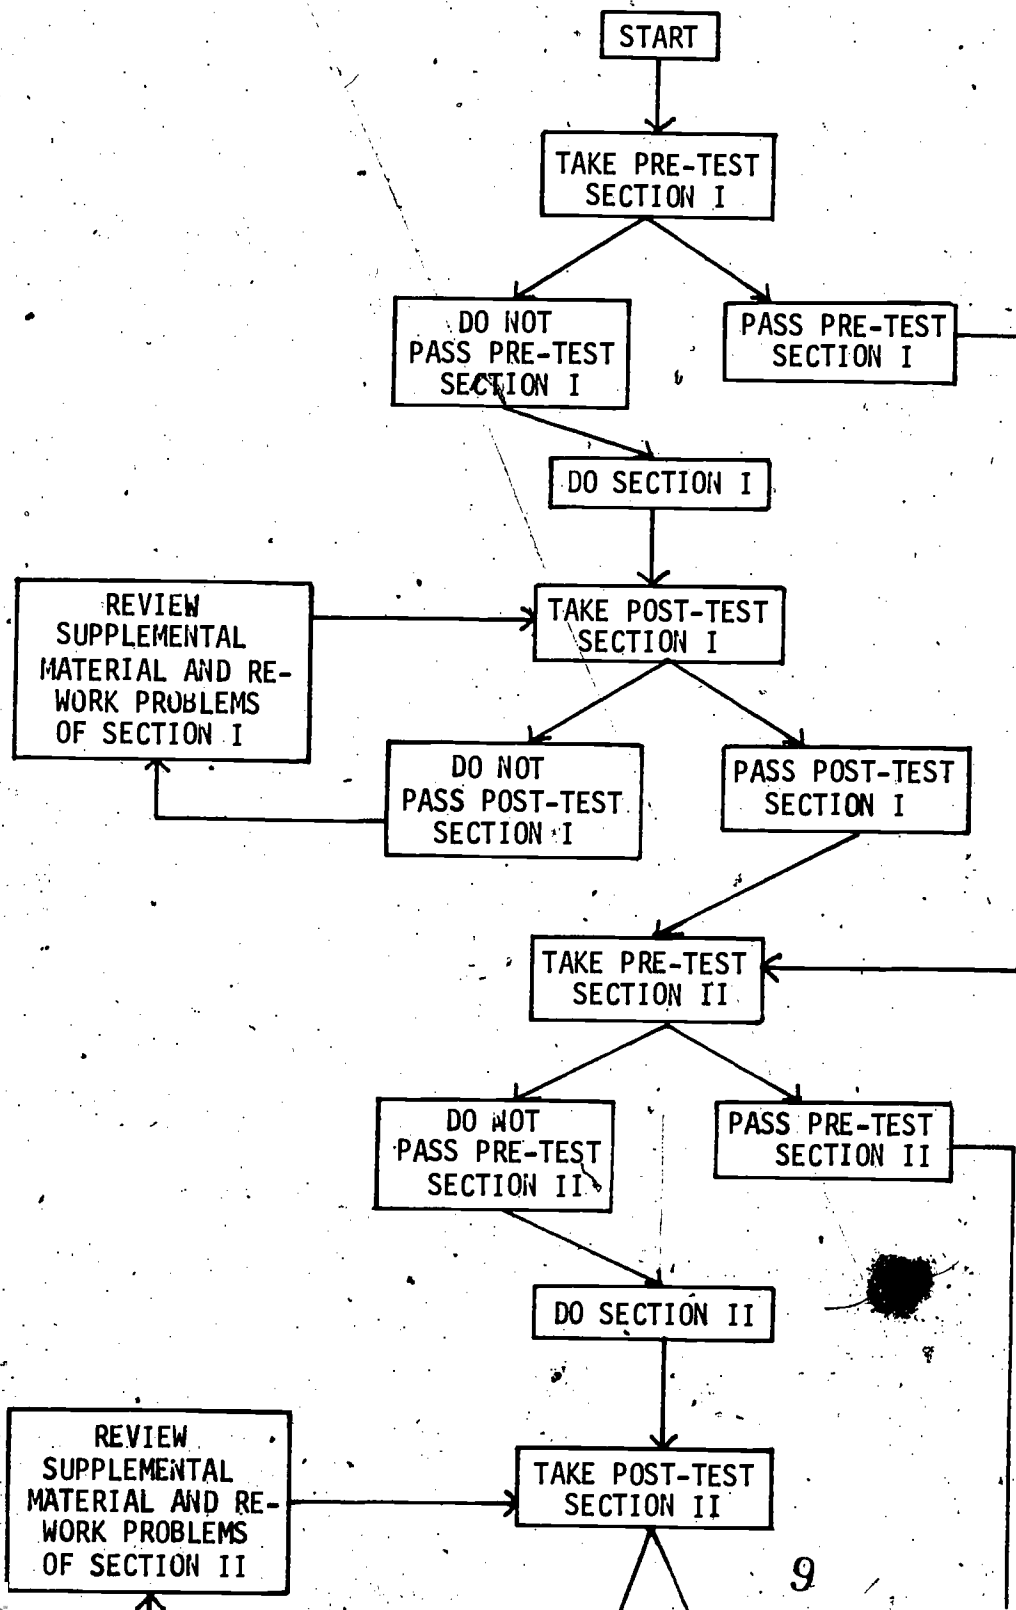 START
TAKE PRE-TEST
SECTION I
DO NOT
PASS PRE-TEST
SECTION I
PASS PRE-TEST
SECTION I
DO SECTION I
REVIEW
SUPPLEMENTAL
MATERIAL AND RE-
WORK PROBLEMS
OF SECTION I
TAKE POST-TEST
SECTION I
DO NOT
PASS POST-TEST
SECTION I
PASS POST-TEST
SECTION I
TAKE PRE-TEST
SECTION II
DO NOT
PASS PRE-TEST
SECTION II
PASS PRE-TEST
SECTION II
DO SECTION II
REVIEW
SUPPLEMENTAL
MATERIAL AND RE-
WORK PROBLEMS
OF SECTION II
TAKE POST-TEST
SECTION II
9